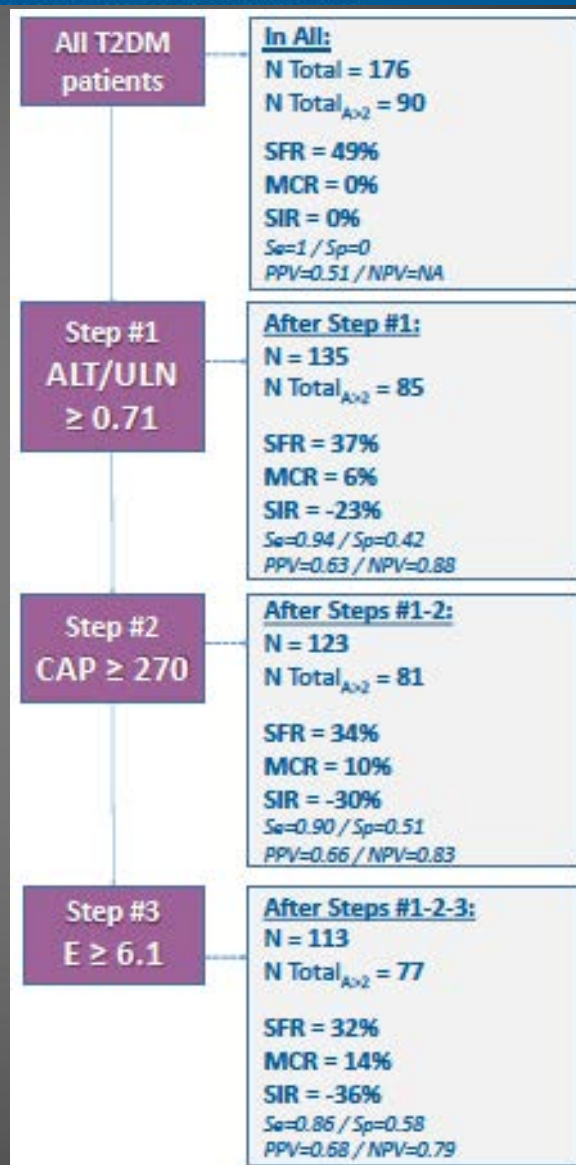 All T2DM
patients
In All:
N Total = 176
N Total A>2 = 90
SFR = 49%
MCR = 0%
SIR = 0%
Se=1 / Sp=0
PPV=0.51 / NPV=NA
Step #1
ALT/ULN
≥ 0.71
After Step #1:
N = 135
N Total A>2 = 85
SFR = 37%
MCR = 6%
SIR = -23%
Se=0.94 / Sp=0.42
PPV=0.63 / NPV=0.88
Step #2
CAP ≥ 270
After Steps #1-2:
N = 123
N Total A>2 = 81
SFR = 34%
MCR = 10%
SIR = -30%
Se=0.90 / Sp=0.51
PPV=0.66 / NPV=0.83
Step #3
E ≥ 6.1
After Steps #1-2-3:
N = 113
N Total A>2 = 77
SFR = 32%
MCR = 14%
SIR = -36%
Se=0.86 / Sp=0.58
PPV=0.68 / NPV=0.79